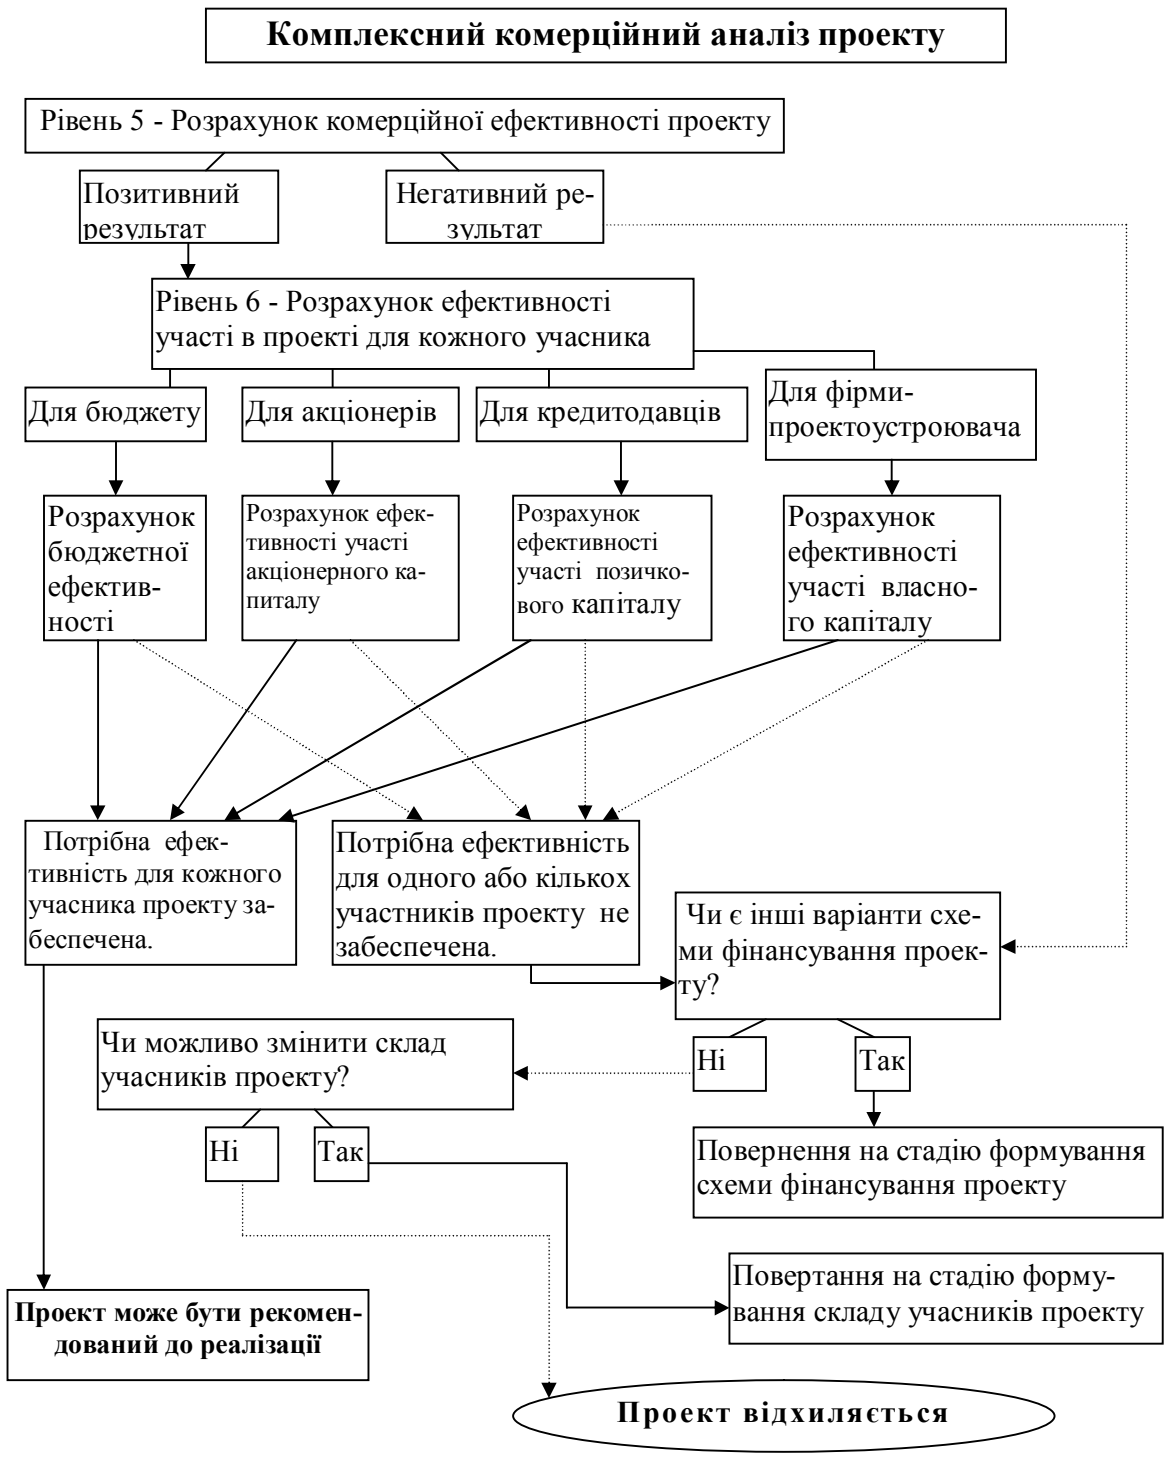 Комплексний комерційний аналіз проекту
Рівень 5 - Розрахунок комерційної ефективності проекту
Позитивний
результат
Негативний ре-
зультат
Рівень 6 - Розрахунок ефективності
участі в проекті для кожного учасника
Для бюджету
Для акціонерів
Для кредитодавців
Для фірми-
проектоустроювача
Розрахунок
бюджетної
ефектив-
ності
Розрахунок ефек-
тивності участі
акціонерного ка-
питалу
Розрахунок
ефективності
участі позичко-
вого капіталу
Розрахунок
ефективності
участі власно-
го капіталу
Потрібна ефек-
тивність для кожного
учасника проекту за-
беспечена.
Потрібна ефективність
для одного або кількох
участників проекту не
забеспечена.
Чи є інші варіанти схе-
ми фінансування проек-
ту?
Ні
Так
Чи можливо змінити склад
учасників проекту?
Ні
Так
Повернення на стадію формування
схеми фінансування проекту
Повертання на стадію форму-
вання складу учасників проекту
Проект може бути рекомен-
дований до реалізації
Проект відхиляється